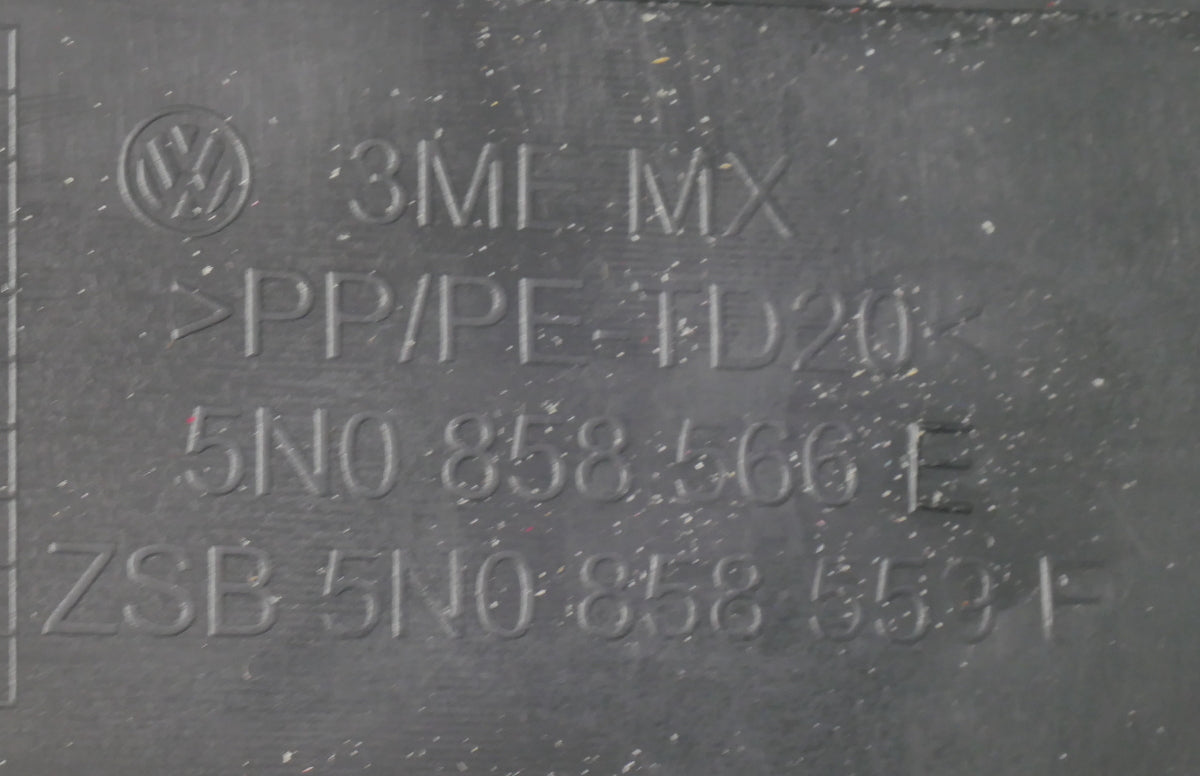 3ME MX
>PP/PE-TD20<
5N0 858 566 E
ZSB 5N0 858 559 F